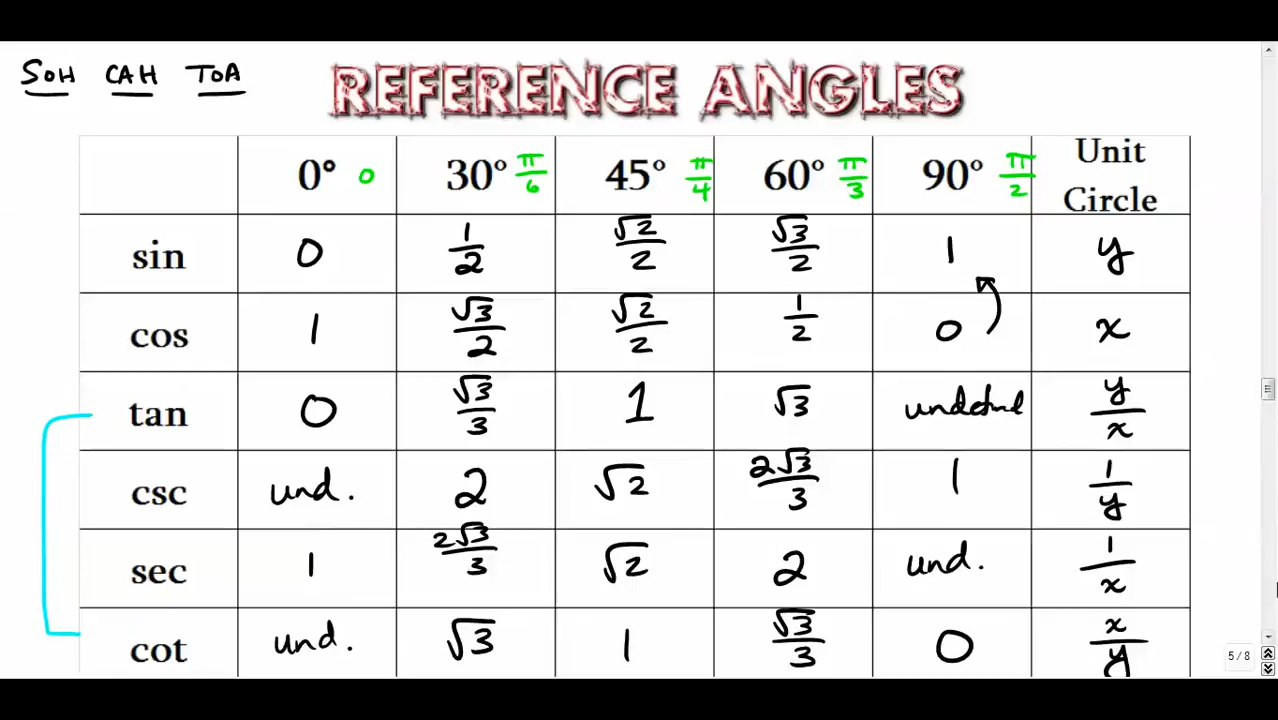 SOH CAH TOA
REFERENCE ANGLES
0° 0 30° π/6 45° π/4 60° π/3 90° π/2 Unit Circle
sin 0 1/2 √2/2 √3/2 1 y
cos 1 √3/2 √2/2 1/2 0 x
tan 0 √3/3 1 √3 undefined y/x
csc und. 2 √2 2√3/3 1 1/y
sec 1 2√3/3 √2 2 und. 1/x
cot und. √3 1 √3/3 0 x/y
5/8